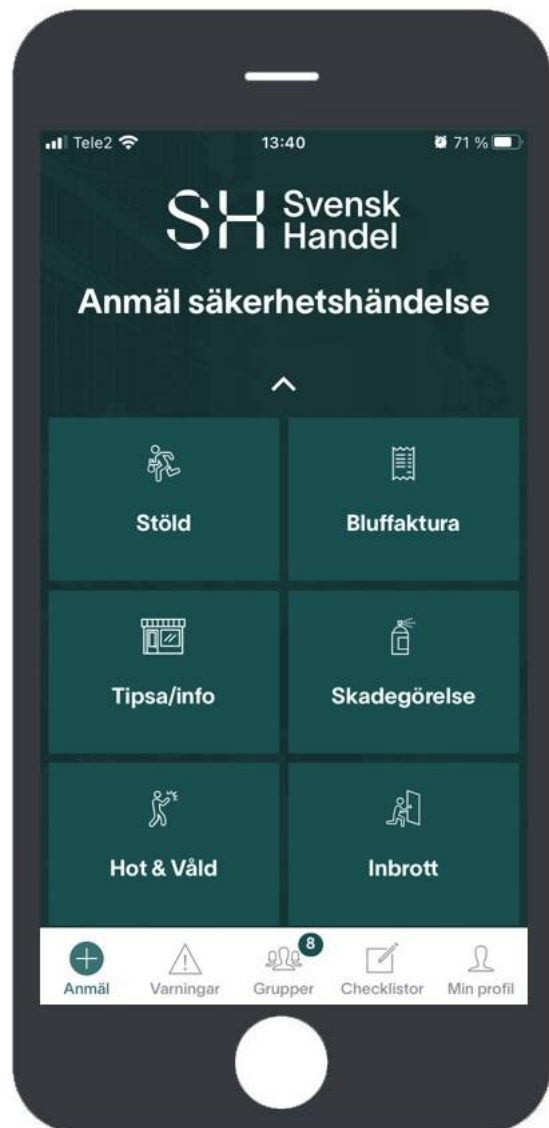 Tele2 13:40 71 %
SH Svensk
Handel
Anmäl säkerhetshändelse
Stöld Bluffaktura
Tipsa/info Skadegörelse
Hot & Våld Inbrott
8
Anmäl Varningar Grupper Checklistor Min profil